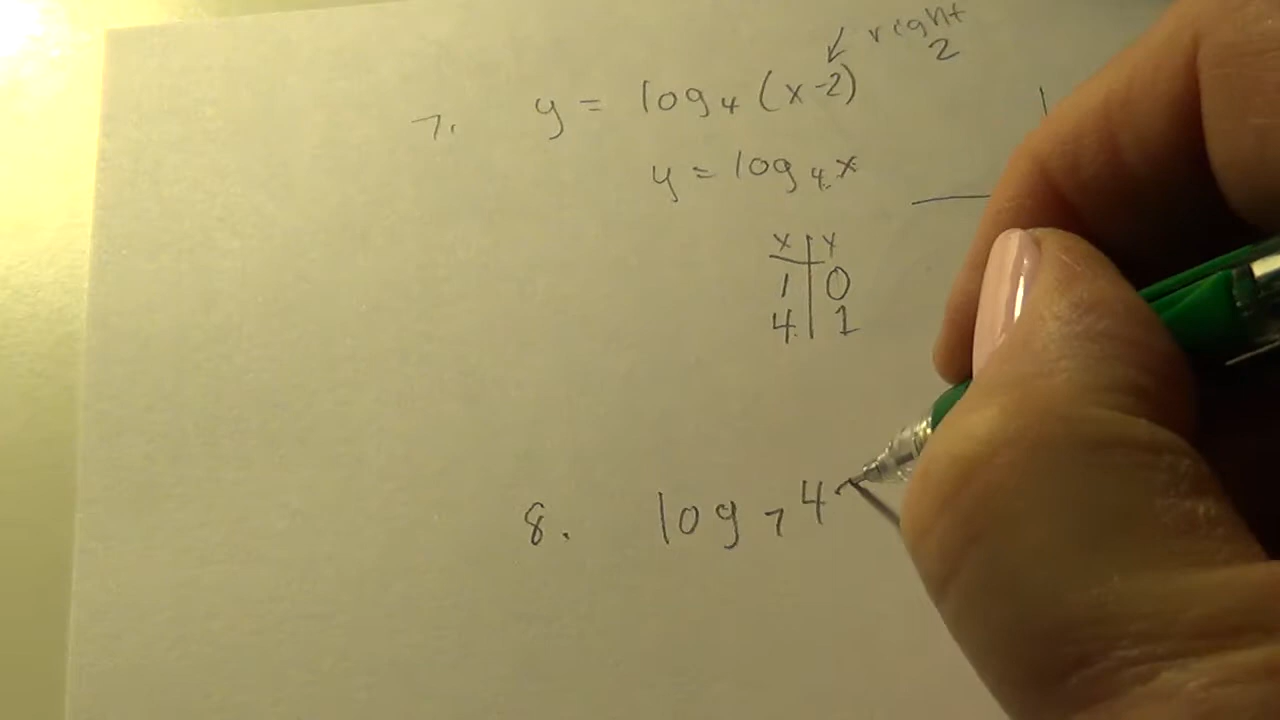 right
2
7. y = log₄ (x-2)
y = log₄ x
x | y
1 | 0
4 | 1
8. log₇ 4